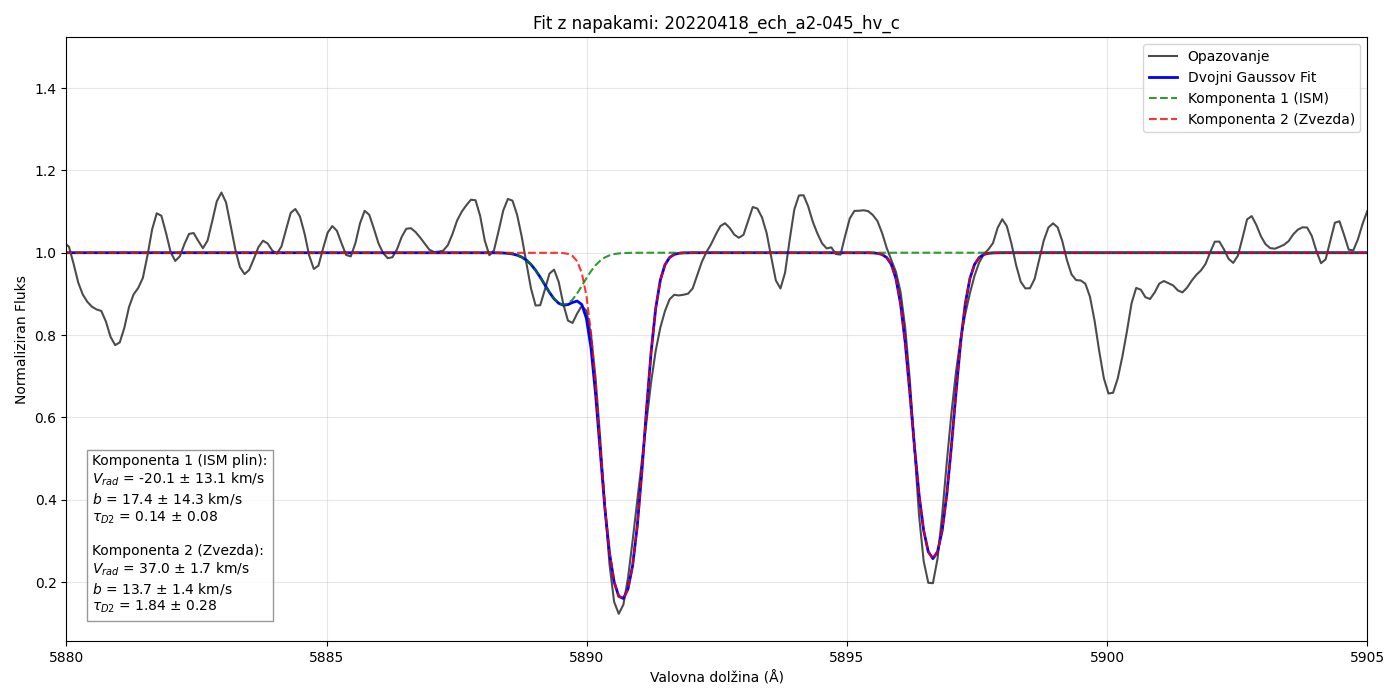 Fit z napakami: 20220418_ech_a2-045_hv_c
Normaliziran Fluks
1.4
1.2
1.0
0.8
0.6
0.4
0.2
Opazovanje
Dvojni Gaussov Fit
Komponenta 1 (ISM)
Komponenta 2 (Zvezda)
Komponenta 1 (ISM plin):
V_rad = -20.1 ± 13.1 km/s
b = 17.4 ± 14.3 km/s
τ_D2 = 0.14 ± 0.08
Komponenta 2 (Zvezda):
V_rad = 37.0 ± 1.7 km/s
b = 13.7 ± 1.4 km/s
τ_D2 = 1.84 ± 0.28
5880 5885 5890 5895 5900 5905
Valovna dolžina (Å)